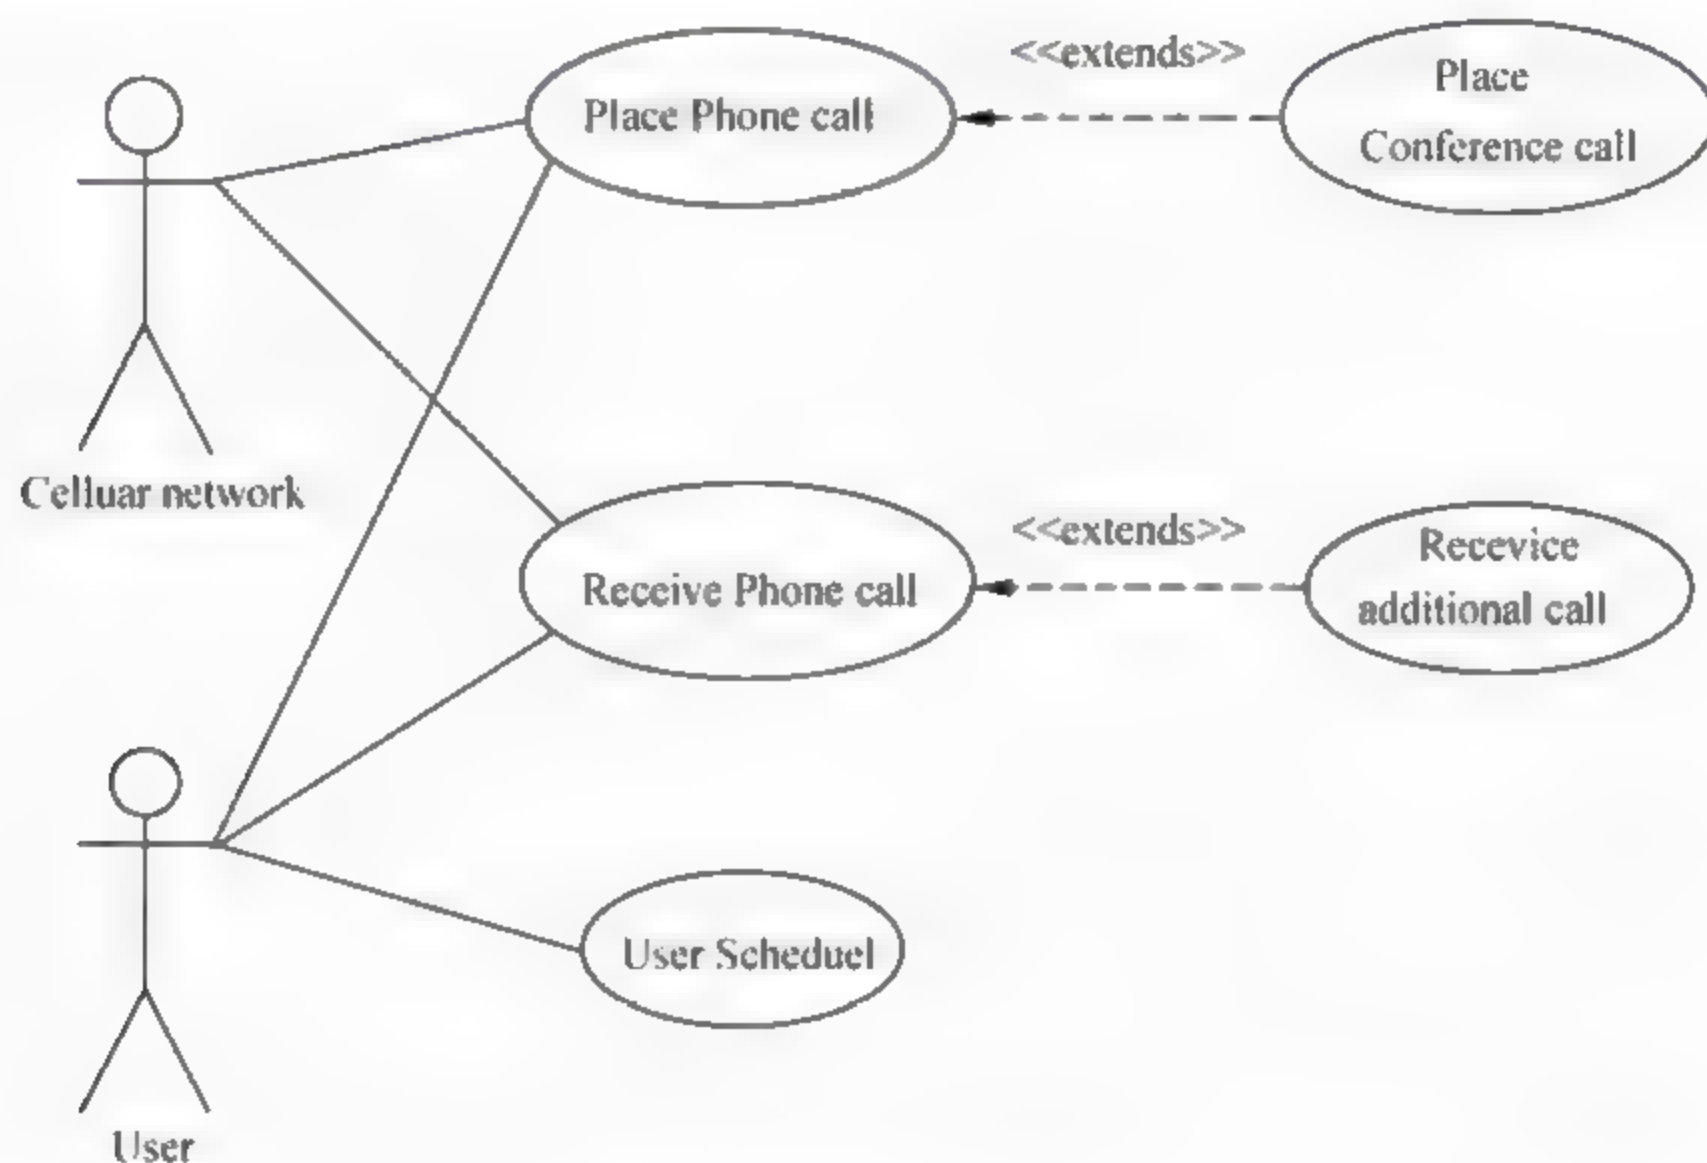 Place Phone call
<<extends>>
Place
Conference call
Celluar network
Receive Phone call
<<extends>>
Recevice
additional call
User Scheduel
User